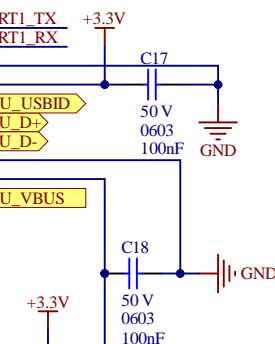 RT1_TX
+3.3V
RT1_RX
C17
U_USBID
50 V
U_D+
0603
U_D-
100nF
GND
U_VBUS
C18
GND
50 V
+3.3V
0603
100nF